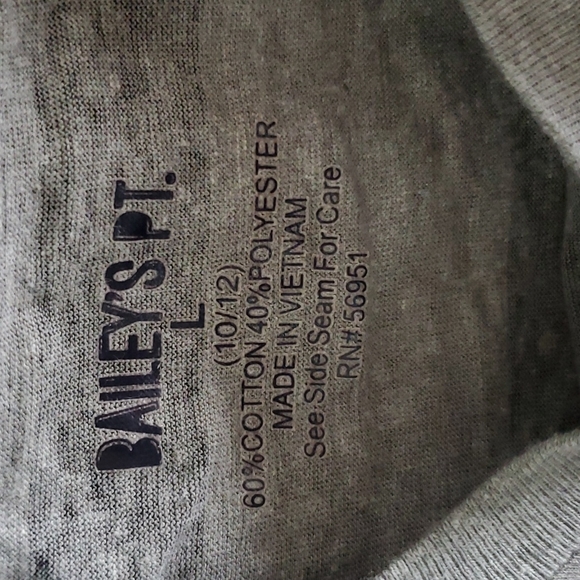 BAILEY'S PT.
L
(10/12)
60%COTTON 40%POLYESTER
MADE IN VIETNAM
See Side Seam For Care
RN# 56951